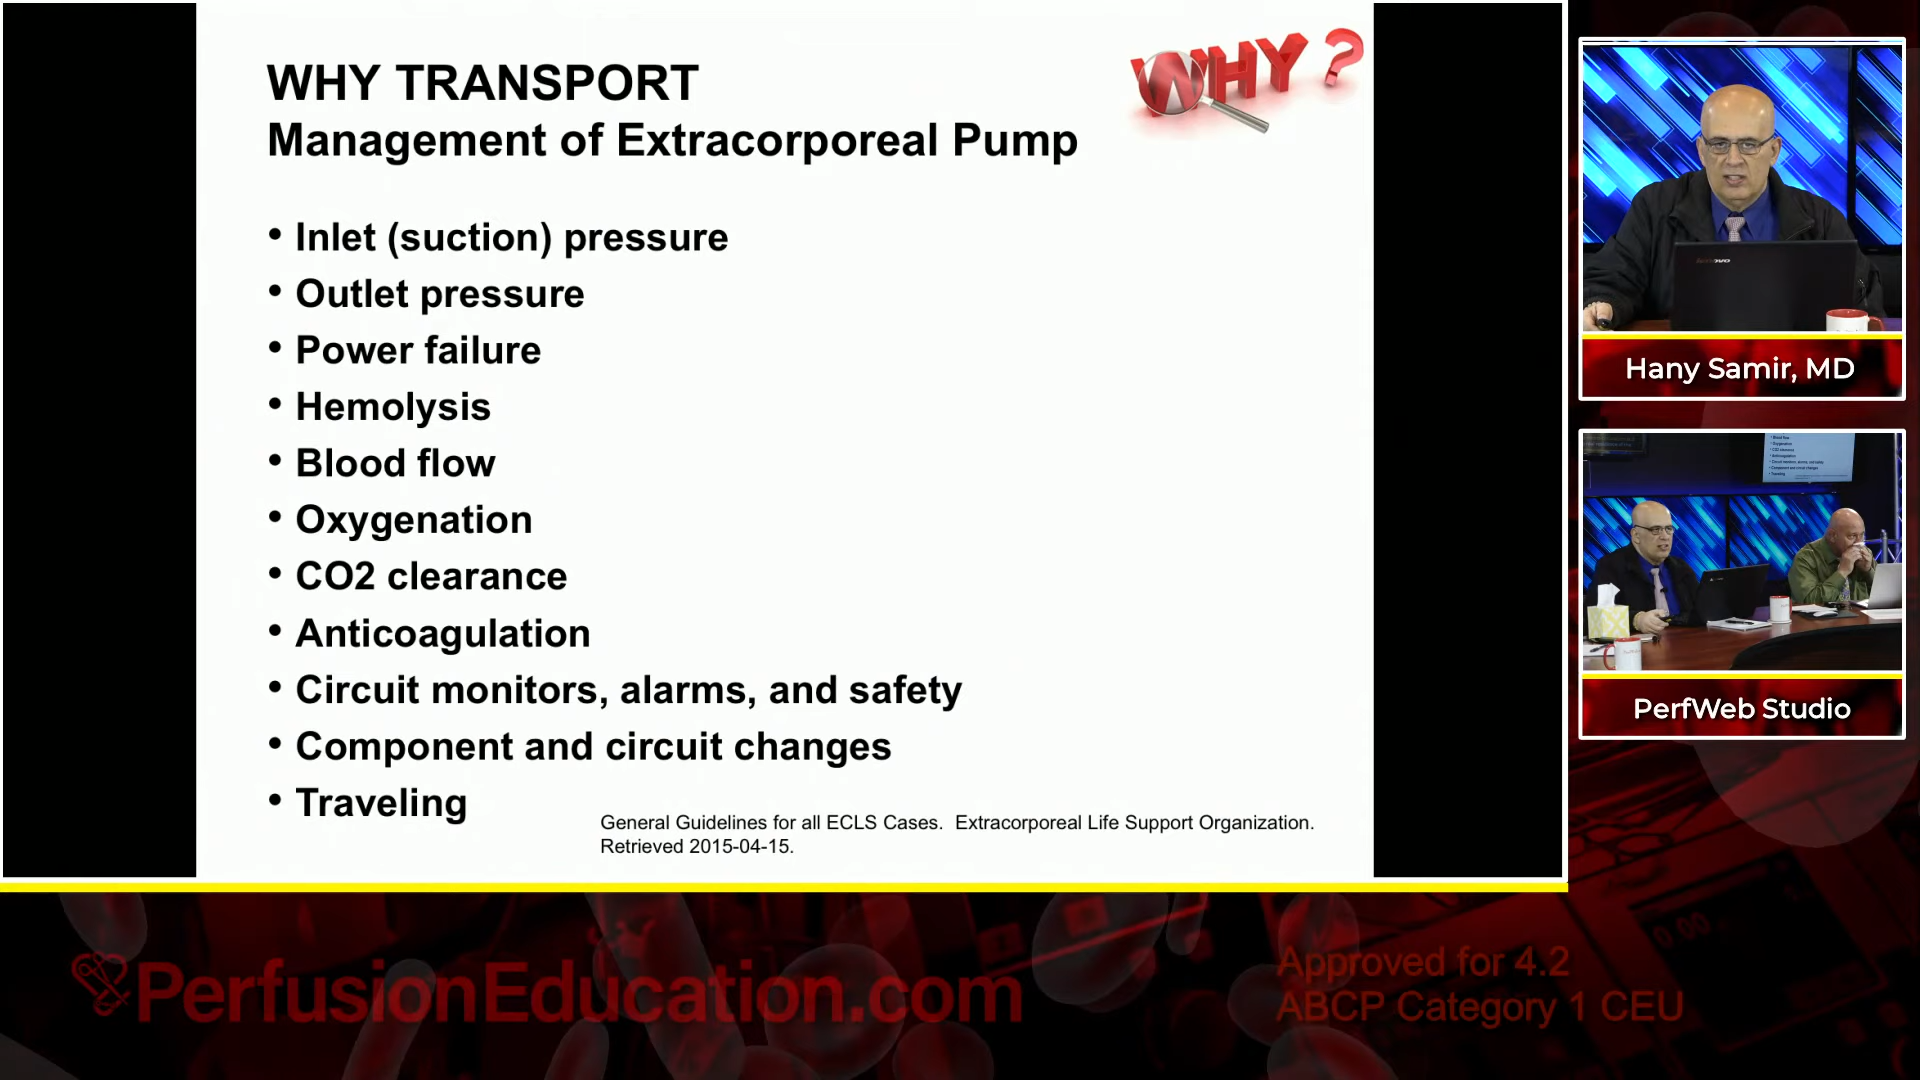 WHY TRANSPORT
WHY?
Management of Extracorporeal Pump
• Inlet (suction) pressure
• Outlet pressure
• Power failure
• Hemolysis
• Blood flow
• Oxygenation
• CO2 clearance
• Anticoagulation
• Circuit monitors, alarms, and safety
• Component and circuit changes
• Traveling
General Guidelines for all ECLS Cases. Extracorporeal Life Support Organization.
Retrieved 2015-04-15.
lenovo
Hany Samir, MD
PerfWeb Studio
PerfusionEducation.com
Approved for 4.2
ABCP Category 1 CEU